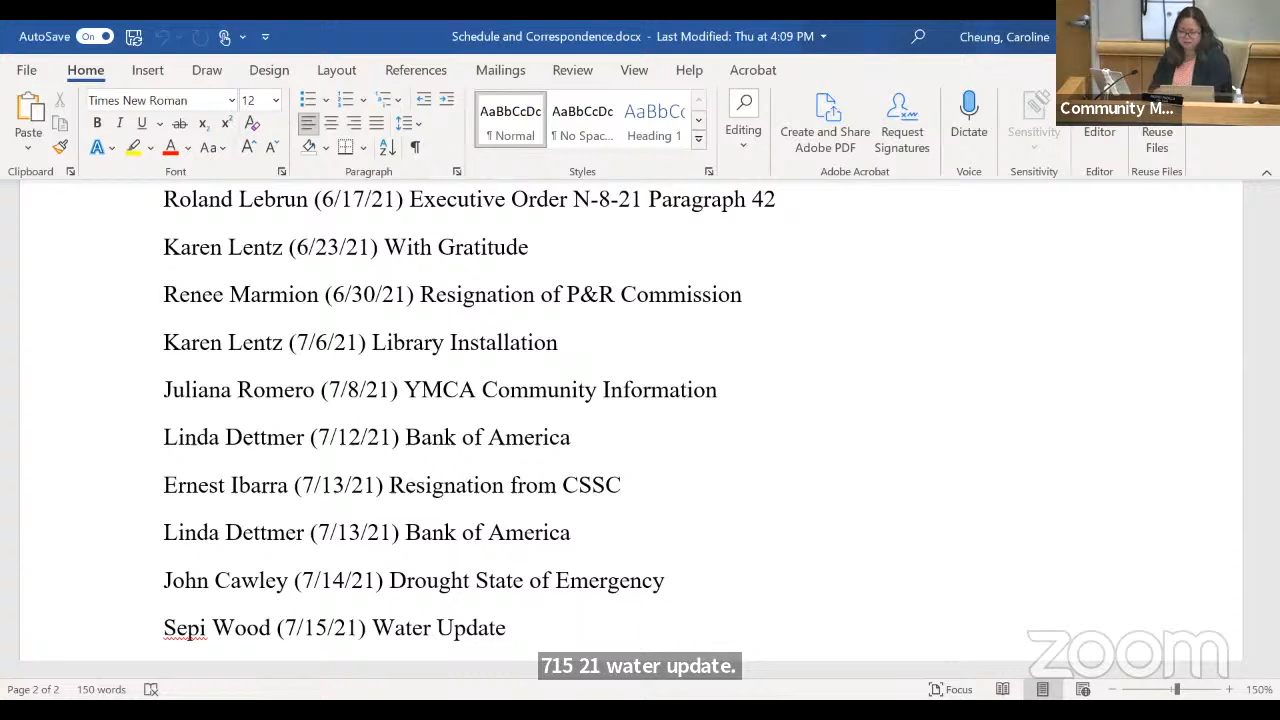 AutoSave On
Schedule and Correspondence.docx - Last Modified: Thu at 4:09 PM
Cheung, Caroline
File Home Insert Draw Design Layout References Mailings Review View Help Acrobat
Community M...
Paste
Clipboard
Times New Roman 12
B I U ab x₂ x² A
A A Aa A A
Font
Paragraph
AaBbCcDc AaBbCcDc AaBbCc
¶ Normal ¶ No Spac... Heading 1
Styles
Editing
Create and Share Adobe PDF
Request Signatures
Adobe Acrobat
Dictate
Voice
Sensitivity
Sensitivity
Editor
Editor
Reuse Files
Reuse Files
Roland Lebrun (6/17/21) Executive Order N-8-21 Paragraph 42
Karen Lentz (6/23/21) With Gratitude
Renee Marmion (6/30/21) Resignation of P&R Commission
Karen Lentz (7/6/21) Library Installation
Juliana Romero (7/8/21) YMCA Community Information
Linda Dettmer (7/12/21) Bank of America
Ernest Ibarra (7/13/21) Resignation from CSSC
Linda Dettmer (7/13/21) Bank of America
John Cawley (7/14/21) Drought State of Emergency
Sepi Wood (7/15/21) Water Update
zoom
715 21 water update.
Page 2 of 2 150 words
Focus
150%